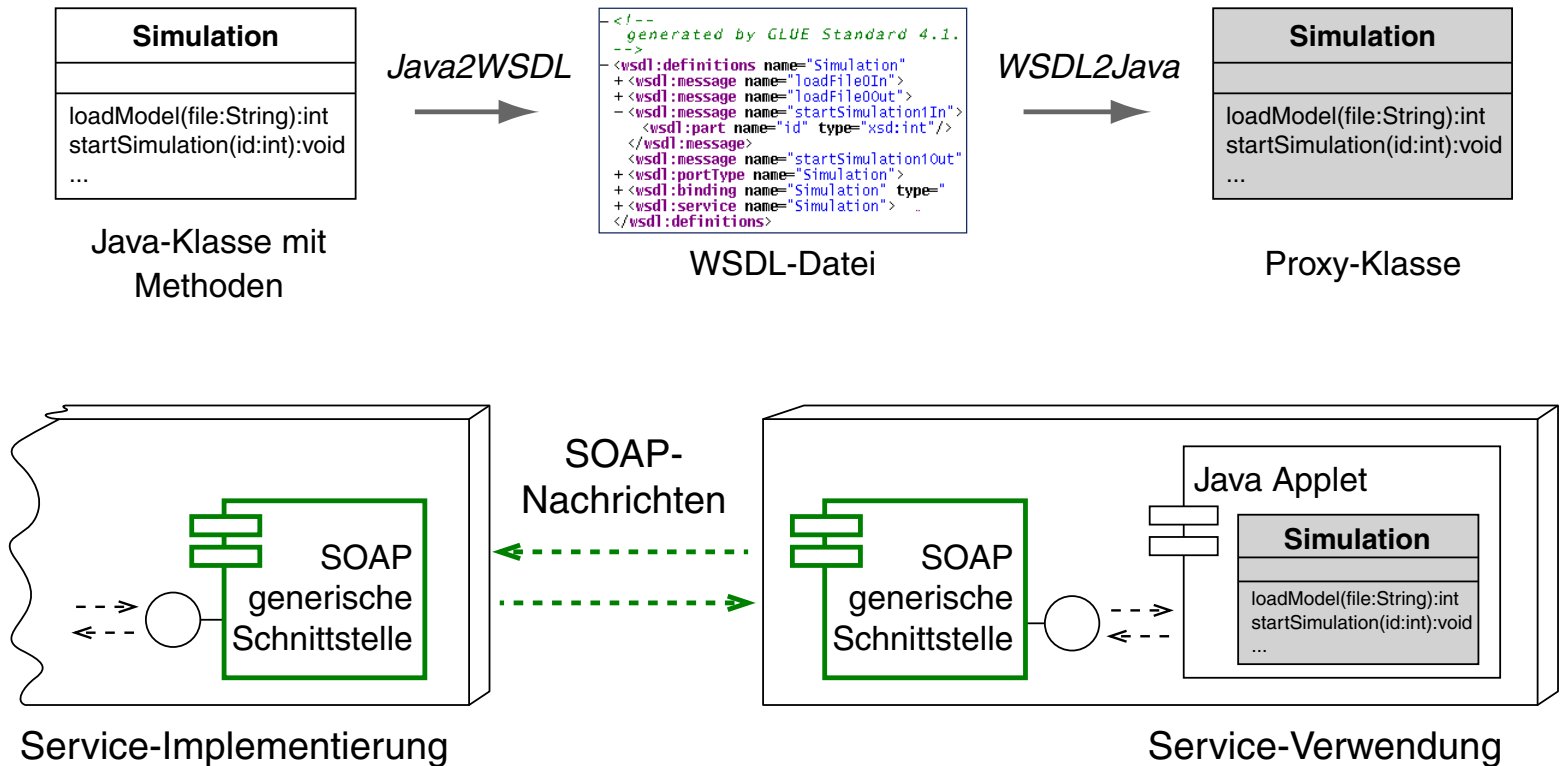 Simulation
loadModel(file:String):int
startSimulation(id:int):void
...
Java-Klasse mit
Methoden
Java2WSDL
– <!--
generated by GLUE Standard 4.1.
-->
– <wsdl:definitions name="Simulation"
+ <wsdl:message name="loadFile0In">
+ <wsdl:message name="loadFile0Out">
– <wsdl:message name="startSimulation1In">
<wsdl:part name="id" type="xsd:int"/>
</wsdl:message>
<wsdl:message name="startSimulation1Out"
+ <wsdl:portType name="Simulation">
+ <wsdl:binding name="Simulation" type="
+ <wsdl:service name="Simulation">
</wsdl:definitions>
WSDL-Datei
WSDL2Java
Simulation
loadModel(file:String):int
startSimulation(id:int):void
...
Proxy-Klasse
SOAP
generische
Schnittstelle
Service-Implementierung
SOAP-
Nachrichten
SOAP
generische
Schnittstelle
Java Applet
Simulation
loadModel(file:String):int
startSimulation(id:int):void
...
Service-Verwendung